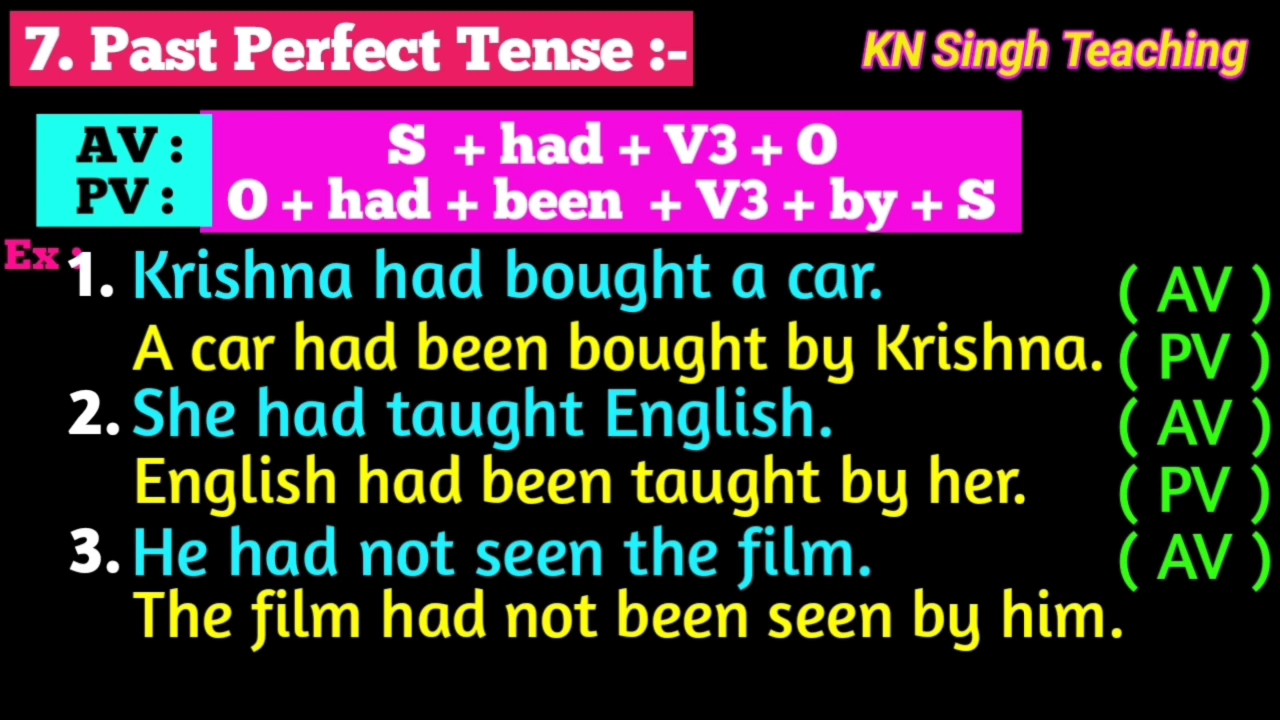 7. Past Perfect Tense :-
KN Singh Teaching
AV : S + had + V3 + O
PV : O + had + been + V3 + by + S
Ex :
1. Krishna had bought a car. ( AV )
A car had been bought by Krishna. ( PV )
2. She had taught English. ( AV )
English had been taught by her. ( PV )
3. He had not seen the film. ( AV )
The film had not been seen by him.